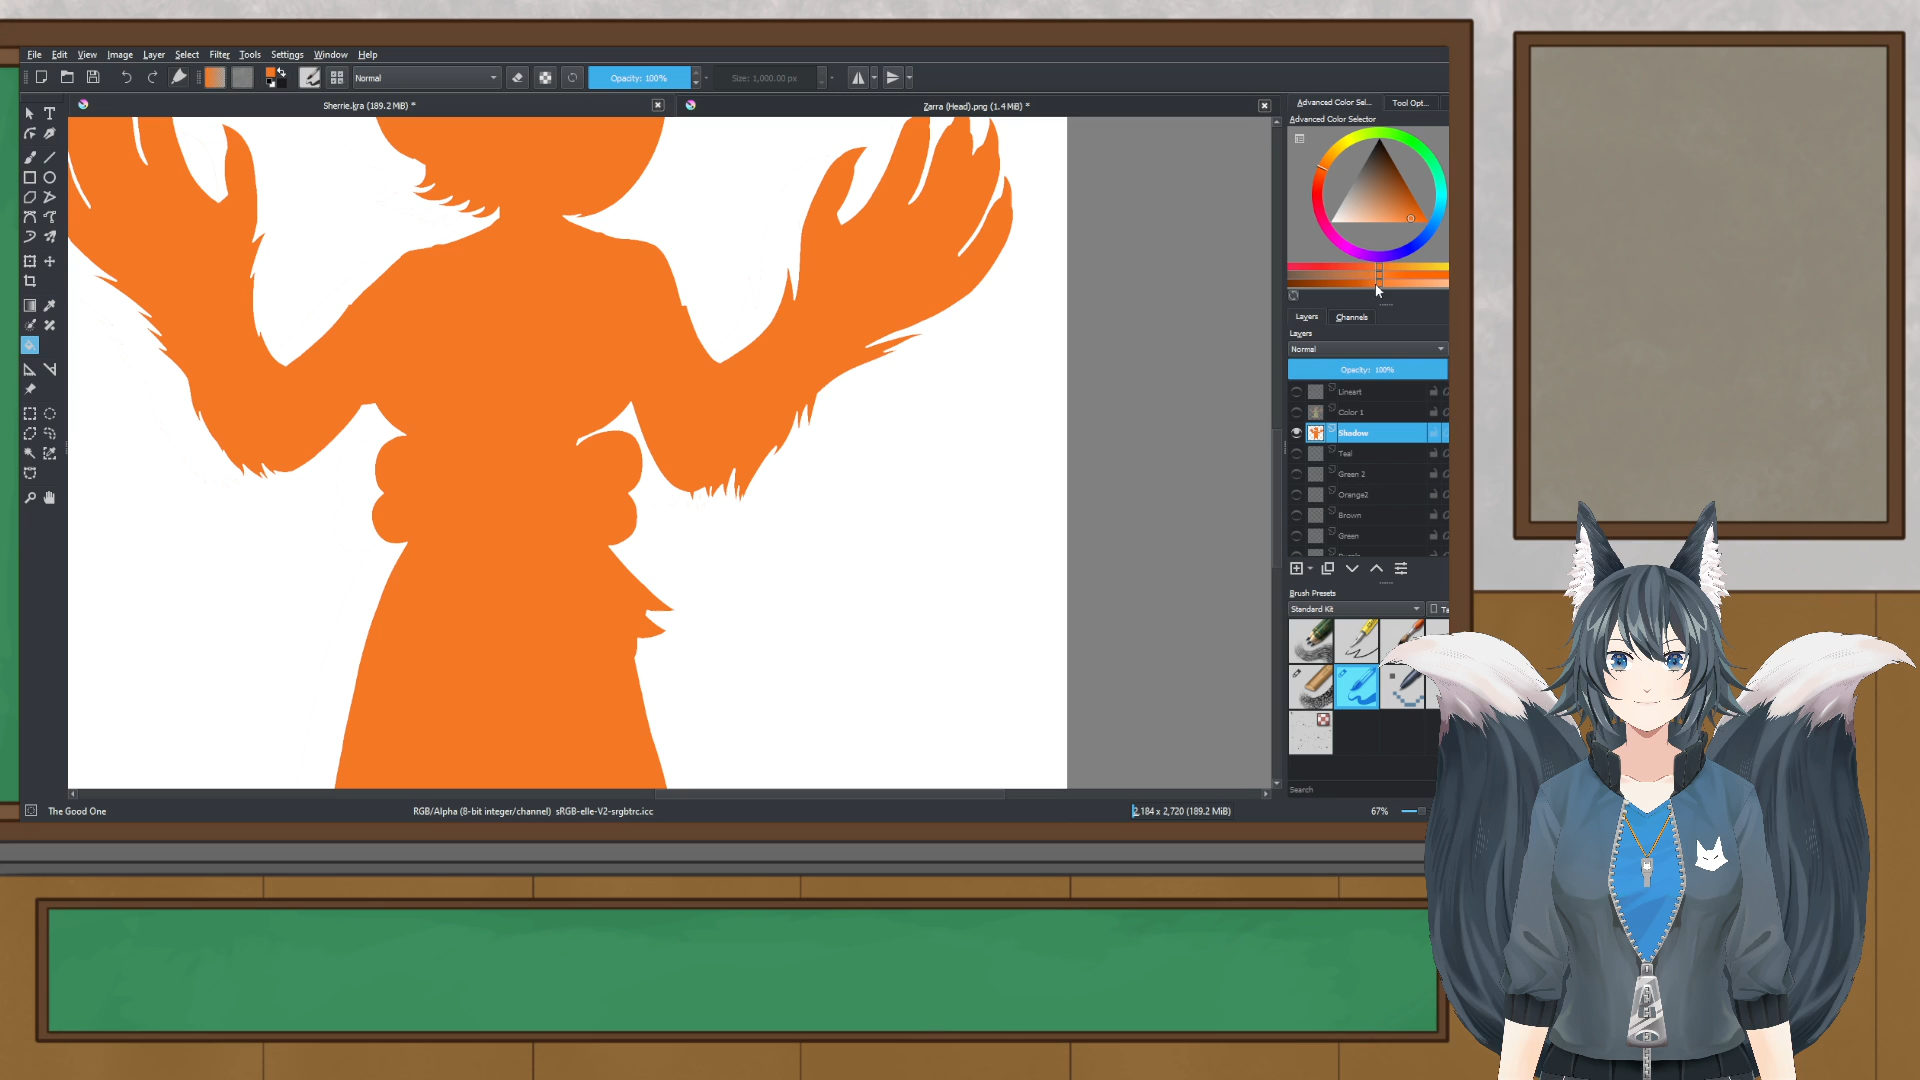 File Edit View Image Layer Select Filter Tools Settings Window Help
Normal
Opacity: 100%
Size: 1,000.00 px
Sherrie.kra (189.2 MiB) *
Zarra (Head).png (1.4 MiB) *
Advanced Color Sel...
Tool Opt...
Advanced Color Selector
Layers
Channels
Layers
Normal
Opacity: 100%
Lineart
Color 1
Shadow
Teal
Green 2
Orange2
Brown
Green
Brush Presets
Standard Kit
Ta
Search
The Good One
RGB/Alpha (8-bit integer/channel) sRGB-elle-V2-srgbtrc.icc
2,184 x 2,720 (189.2 MiB)
67%